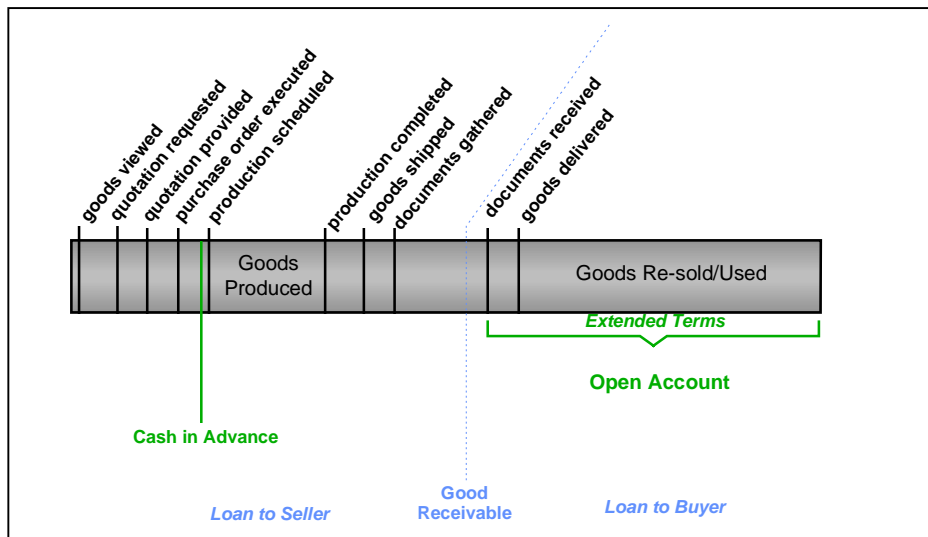 goods viewed
quotation requested
quotation provided
purchase order executed
production scheduled
production completed
goods shipped
documents gathered
documents received
goods delivered
Goods
Produced
Goods Re-sold/Used
Extended Terms
Open Account
Cash in Advance
Loan to Seller
Good
Receivable
Loan to Buyer